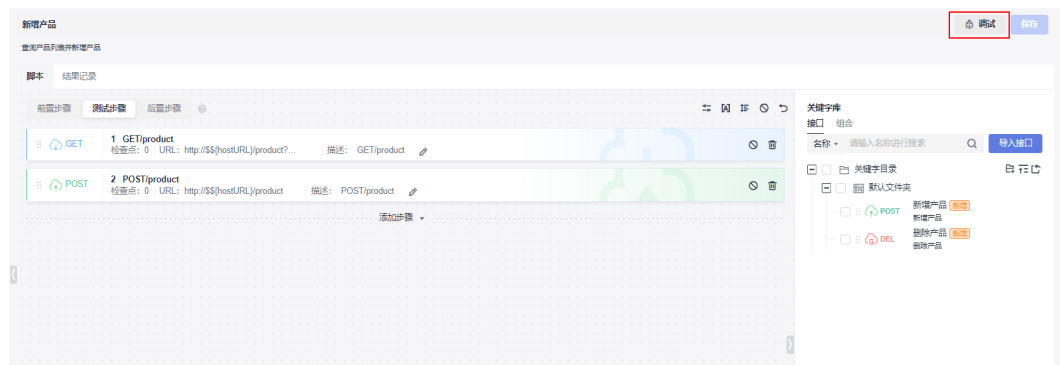 新增产品
调试
保存
查询产品列表并新增产品
脚本 结果记录
前置步骤 测试步骤 后置步骤
GET
1 GET/product
检查点: 0 URL: http://$${hostURL}/product?... 描述: GET/product
POST
2 POST/product
检查点: 0 URL: http://$${hostURL}/product 描述: POST/product
添加步骤
关键字库
接口 组合
名称 请输入名称进行搜索 导入接口
关键字目录
默认文件夹
POST 新增产品 新增
新增产品
DEL 删除产品 新增
删除产品